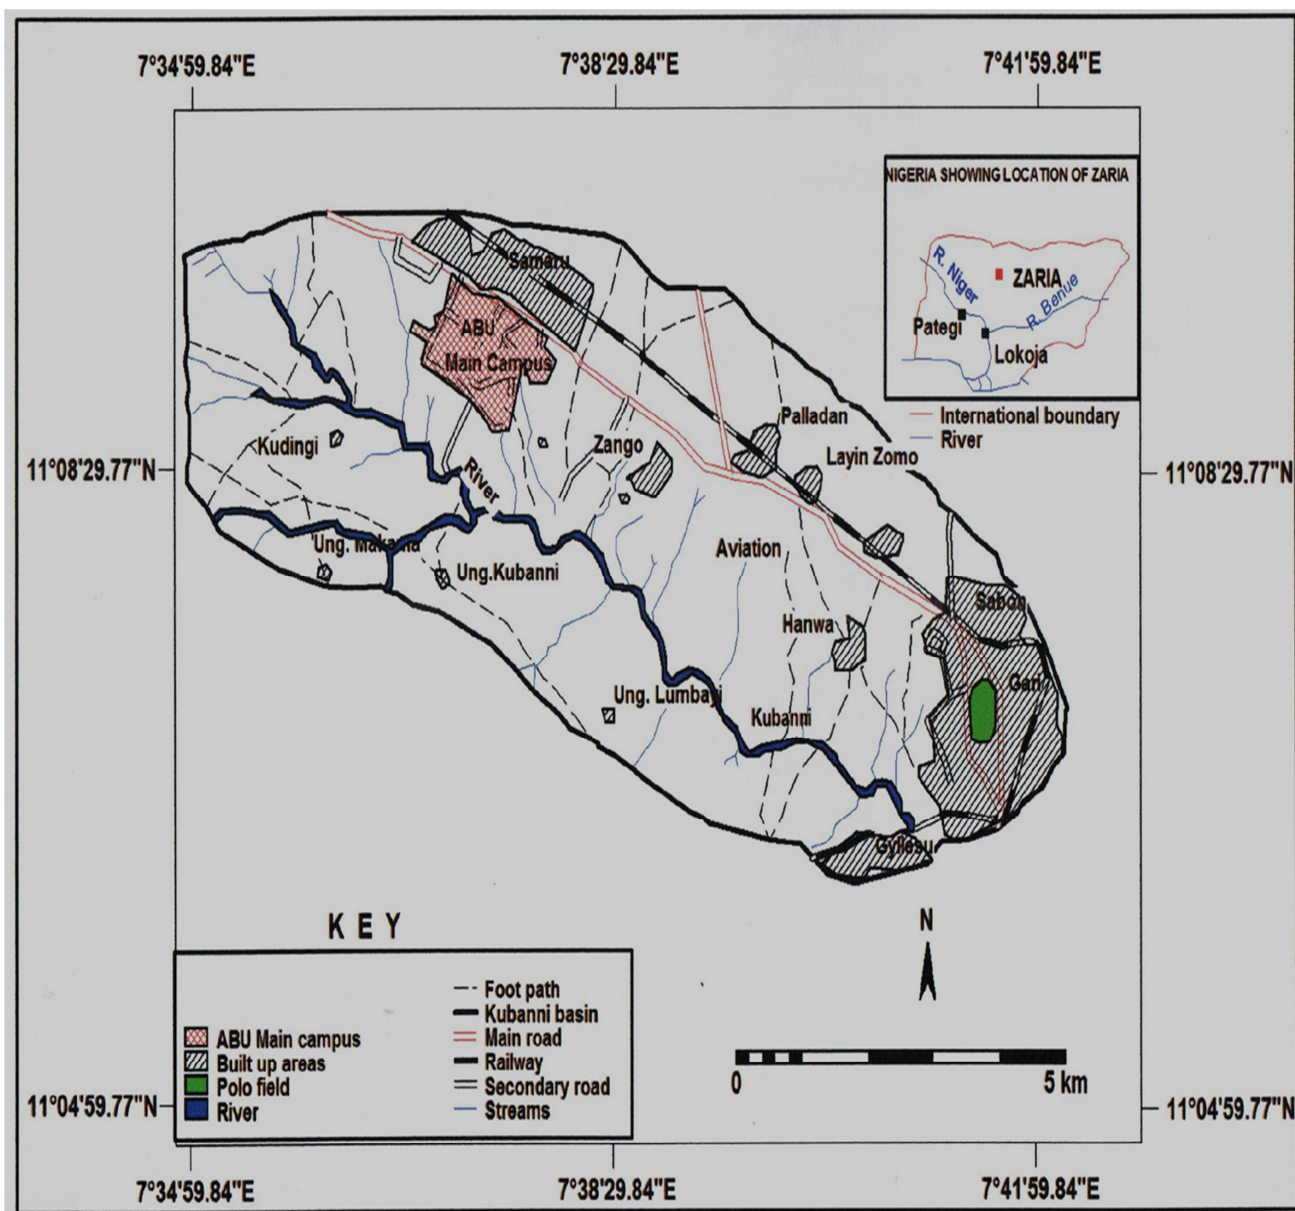 7°34'59.84"E
7°38'29.84"E
7°41'59.84"E
NIGERIA SHOWING LOCATION OF ZARIA
R. Niger
ZARIA
R. Benue
Pategi
Lokoja
International boundary
River
Samaru
ABU
Main Campus
Palladan
Kudingi
Zango
Layin Zomo
11°08'29.77"N
11°08'29.77"N
River
Ung. Makama
Aviation
Ung.Kubanni
Sabon
Hanwa
Gari
Ung. Lumbayi
Kubanni
Gyllesu
KEY
N
Foot path
Kubanni basin
ABU Main campus
Main road
Built up areas
Railway
Polo field
Secondary road
River
Streams
0
5 km
11°04'59.77"N
11°04'59.77"N
7°34'59.84"E
7°38'29.84"E
7°41'59.84"E